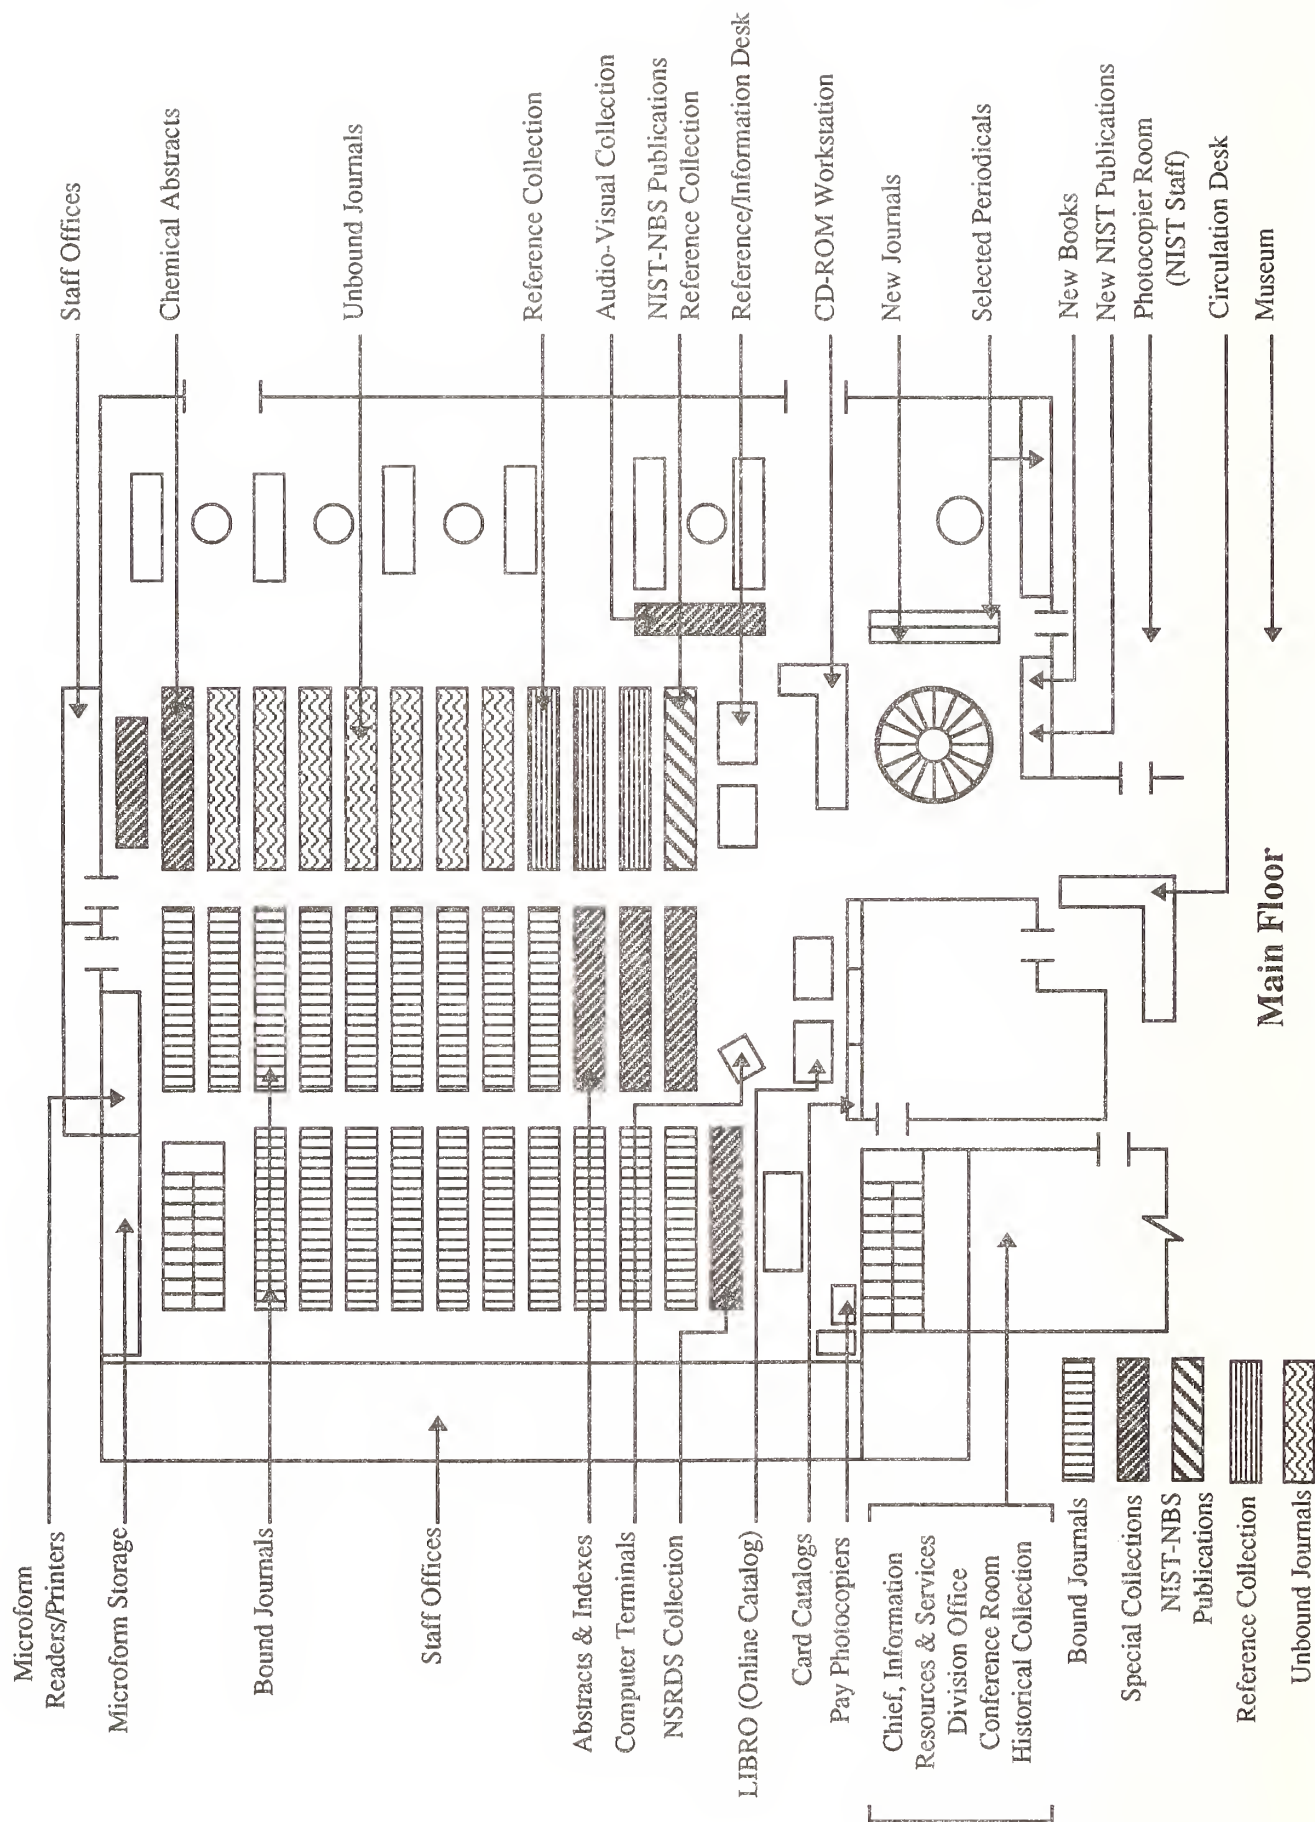 Microform
Readers/Printers
Microform Storage
Bound Journals
Staff Offices
Abstracts & Indexes
Computer Terminals
NSRDS Collection
LIBRO (Online Catalog)
Card Catalogs
Pay Photocopiers
Chief, Information
Resources & Services
Division Office
Conference Room
Historical Collection
Staff Offices
Chemical Abstracts
Unbound Journals
Reference Collection
Audio-Visual Collection
NIST-NBS Publications
Reference Collection
Reference/Information Desk
CD-ROM Workstation
New Journals
Selected Periodicals
New Books
New NIST Publications
Photocopier Room
(NIST Staff)
Circulation Desk
Museum
Bound Journals
Special Collections
NIST-NBS
Publications
Reference Collection
Unbound Journals
Main Floor